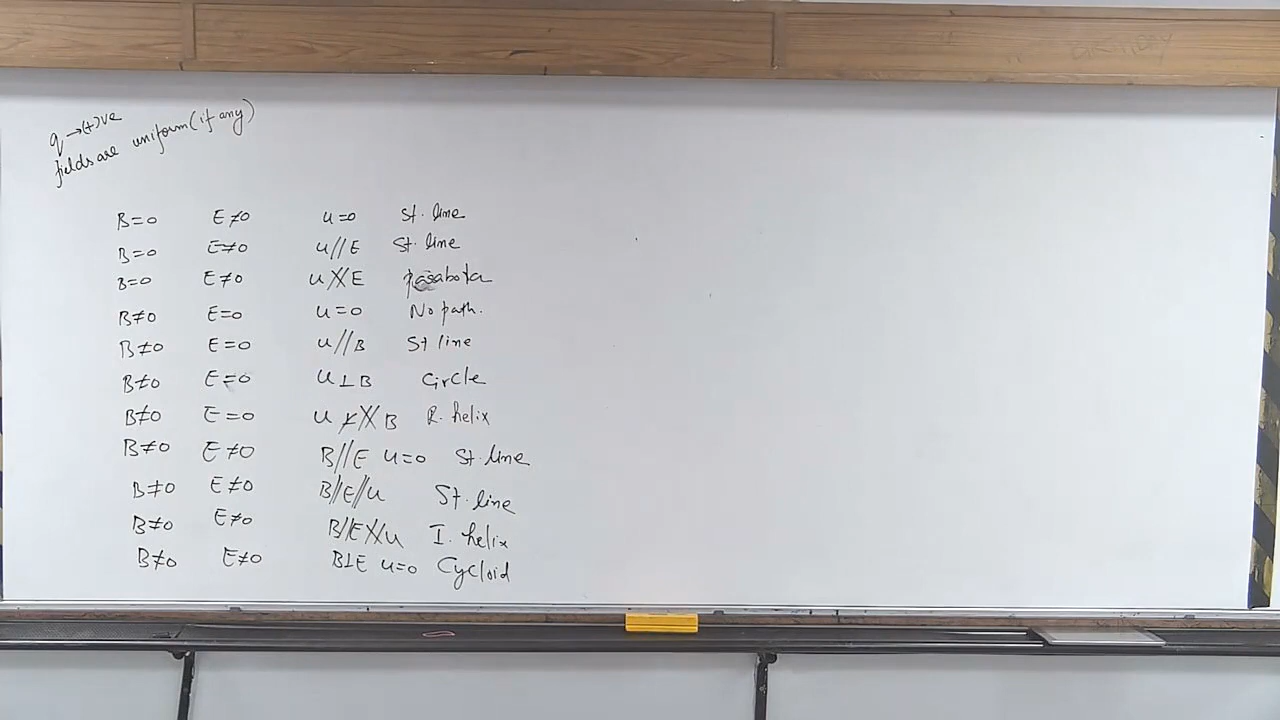 q→(+)ve
fields are uniform (if any)
B=0 E≠0 u=0 St. line
B=0 E≠0 u//E St. line
B=0 E≠0 u∦E parabola
B≠0 E=0 u=0 No path.
B≠0 E=0 u//B St line
B≠0 E=0 u⊥B Circle
B≠0 E=0 u⊥̸∦B R. helix
B≠0 E≠0 B//E u=0 St. line
B≠0 E≠0 B//E//u St. line
B≠0 E≠0 B//E∦u I. helix
B≠0 E≠0 B⊥E u=0 Cycloid